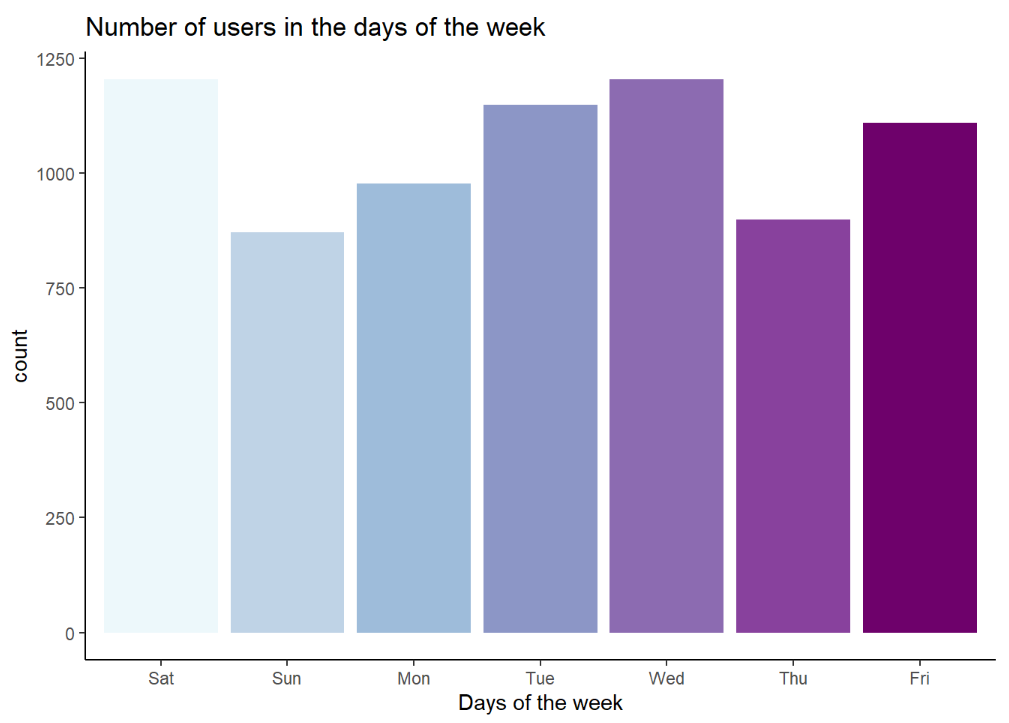 Number of users in the days of the week
1250
1000
750
500
250
0
count
Sat Sun Mon Tue Wed Thu Fri
Days of the week